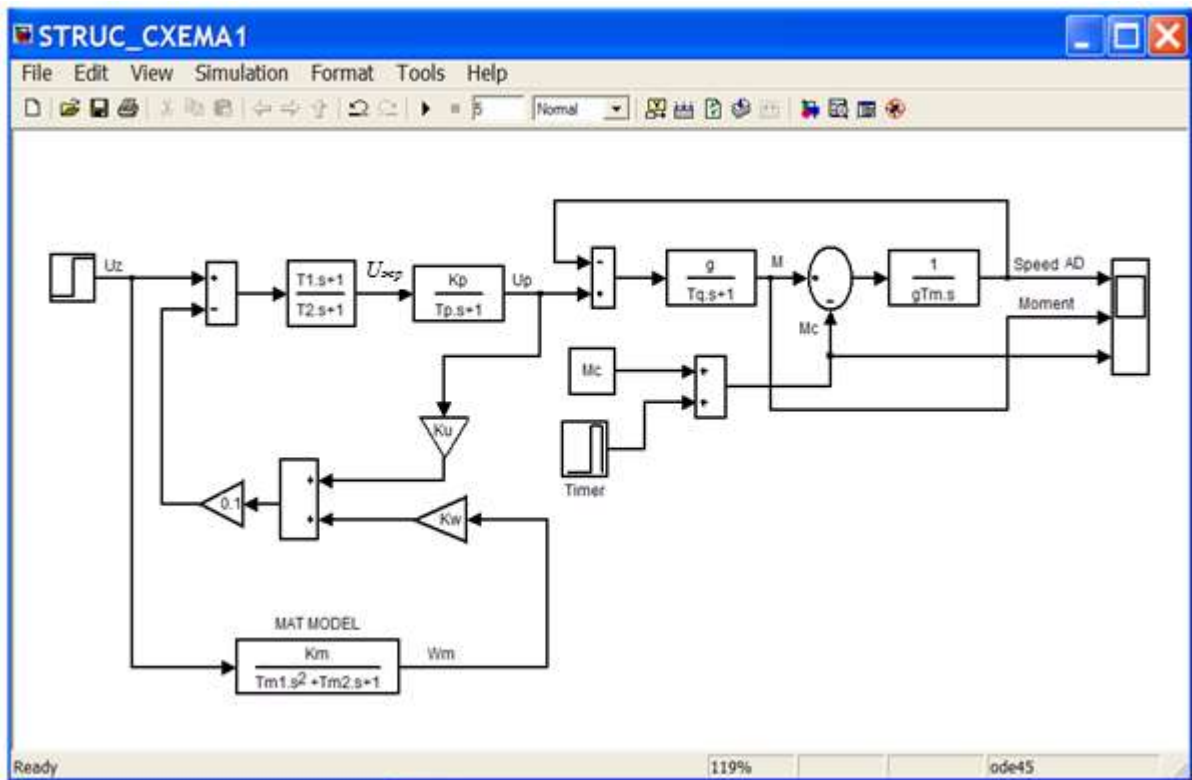 STRUC_CXEMA1
File Edit View Simulation Format Tools Help
5 Normal
Uz
+
-
T1.s+1
T2.s+1
Kp
Tp.s+1
Up
-
+
g
Tq.s+1
M
+
-
1
gTm.s
Speed AD
Moment
Mc
Mc
+
+
Timer
Ku
+
+
0.1
Kw
MAT MODEL
Km
Tm1.s2 +Tm2.s+1
Wm
Ready 119% ode45